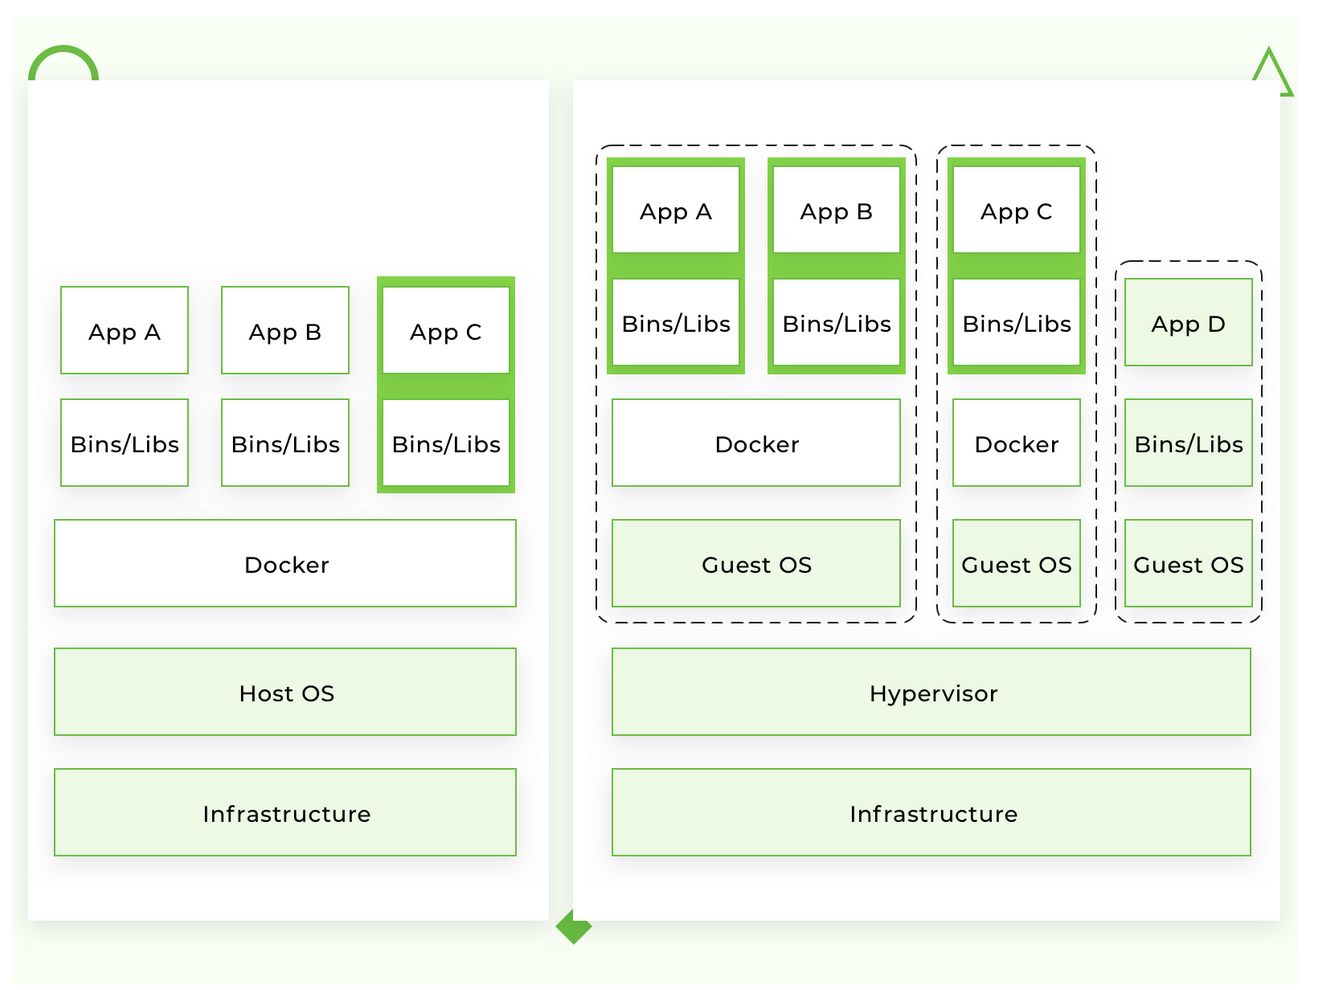 App A
App B
App C
Bins/Libs
Bins/Libs
Bins/Libs
Docker
Host OS
Infrastructure
App A
App B
App C
Bins/Libs
Bins/Libs
Bins/Libs
App D
Docker
Docker
Bins/Libs
Guest OS
Guest OS
Guest OS
Hypervisor
Infrastructure